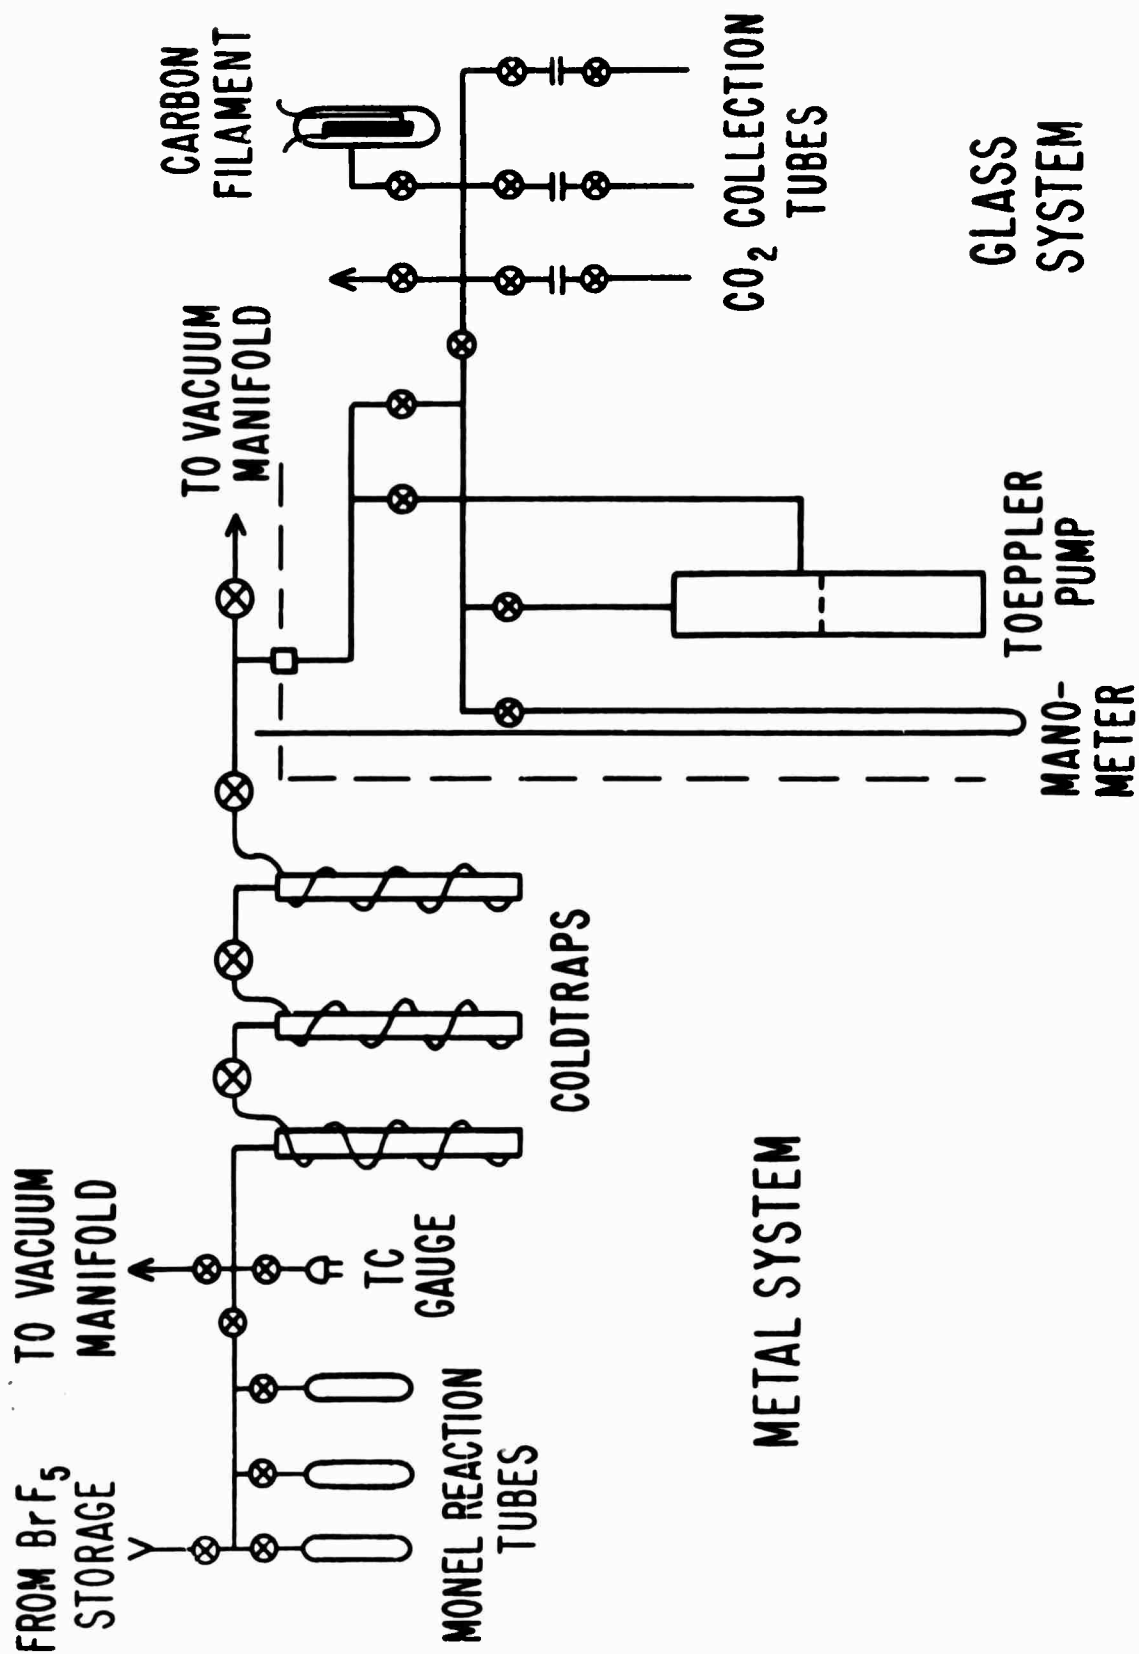 FROM BrF5
STORAGE
TO VACUUM
MANIFOLD
TO VACUUM
MANIFOLD
CARBON
FILAMENT
TC
GAUGE
MONEL REACTION
TUBES
COLDTRAPS
MANO-
METER
TOEPPLER
PUMP
CO2 COLLECTION
TUBES
METAL SYSTEM
GLASS
SYSTEM